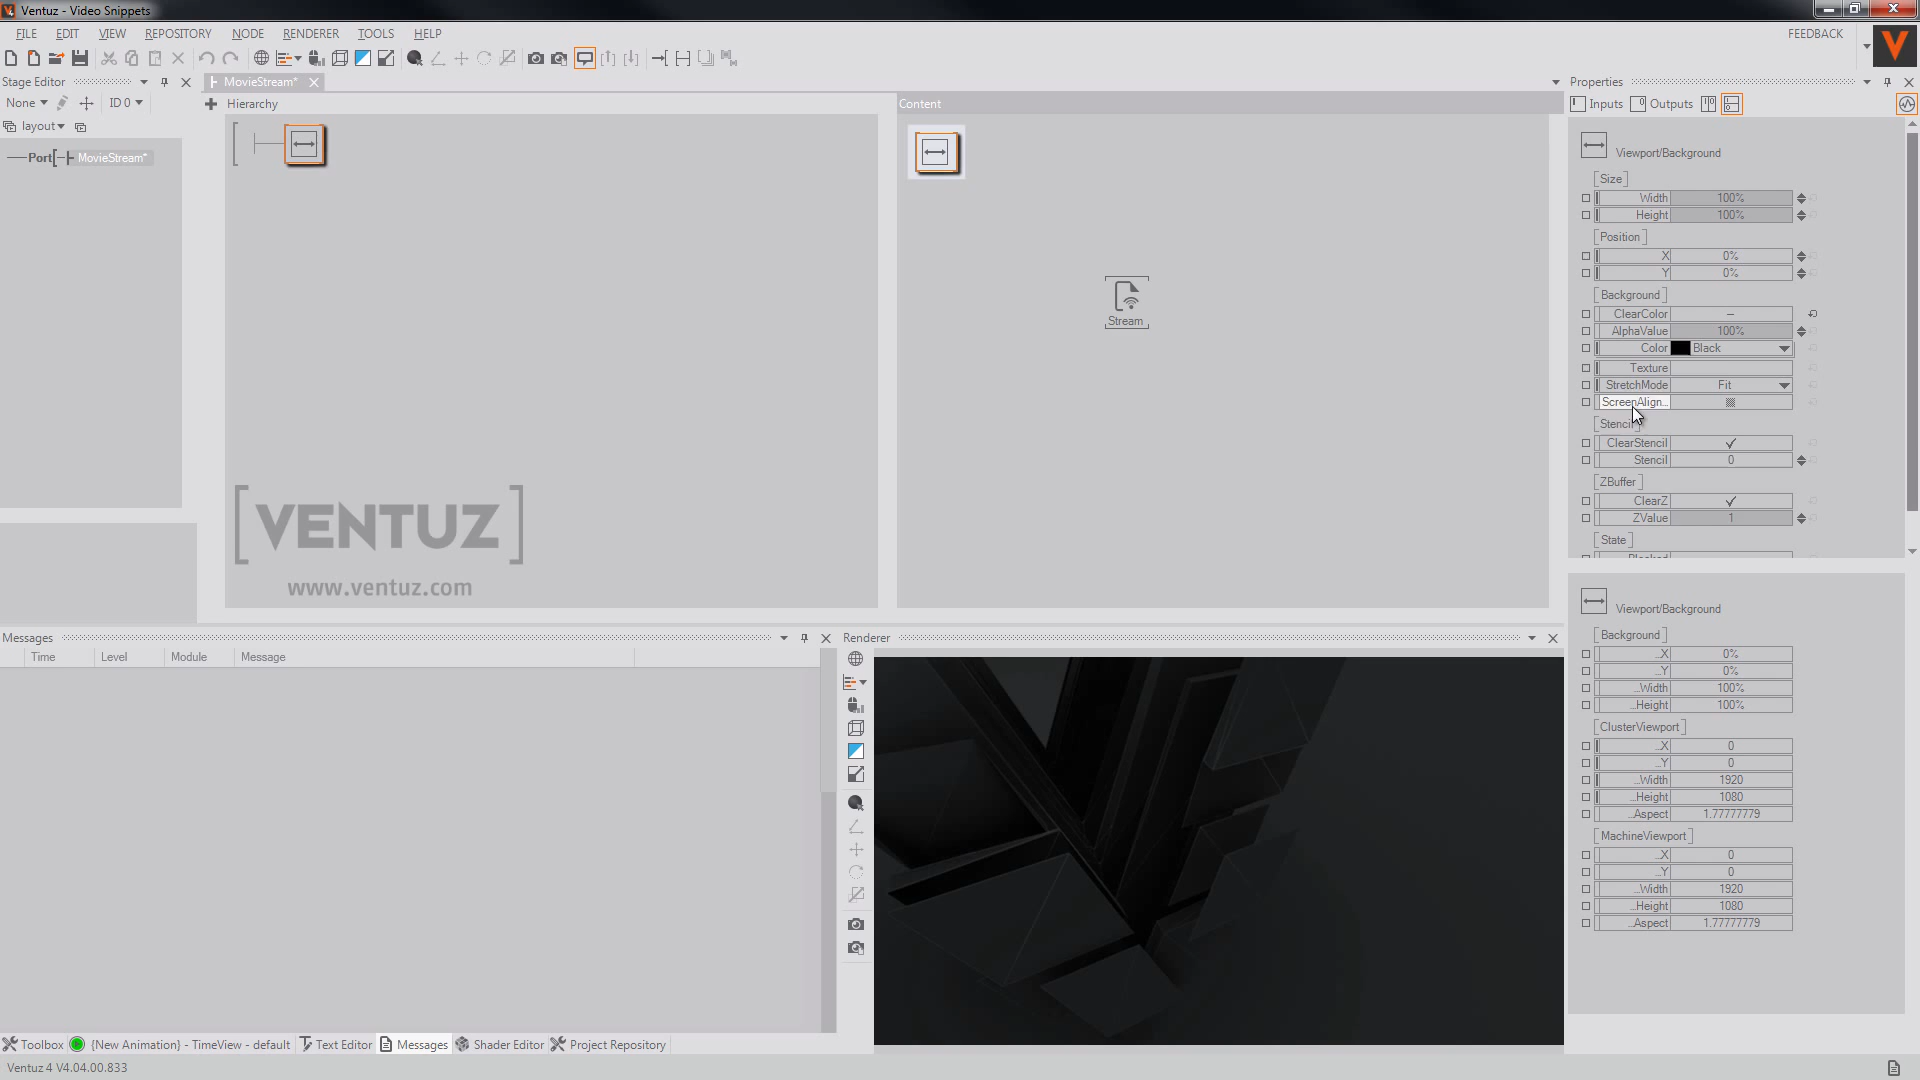 Ventuz - Video Snippets
FILE EDIT VIEW REPOSITORY NODE RENDERER TOOLS HELP
FEEDBACK
Stage Editor
MovieStream*
Properties
None
ID 0
Hierarchy
Content
Inputs
Outputs
layout
Port
MovieStream*
Stream
VENTUZ
www.ventuz.com
Viewport/Background
Size
Width 100%
Height 100%
Position
X 0%
Y 0%
Background
ClearColor –
AlphaValue 100%
Color Black
Texture
StretchMode Fit
ScreenAlign...
Stencil
ClearStencil
Stencil 0
ZBuffer
ClearZ
ZValue 1
State
Viewport/Background
Background
...X 0%
...Y 0%
...Width 100%
...Height 100%
ClusterViewport
...X 0
...Y 0
...Width 1920
...Height 1080
...Aspect 1.77777779
MachineViewport
...X 0
...Y 0
...Width 1920
...Height 1080
...Aspect 1.77777779
Messages
Time Level Module Message
Renderer
Toolbox
{New Animation} - TimeView - default
Text Editor
Messages
Shader Editor
Project Repository
Ventuz 4 V4.04.00.833